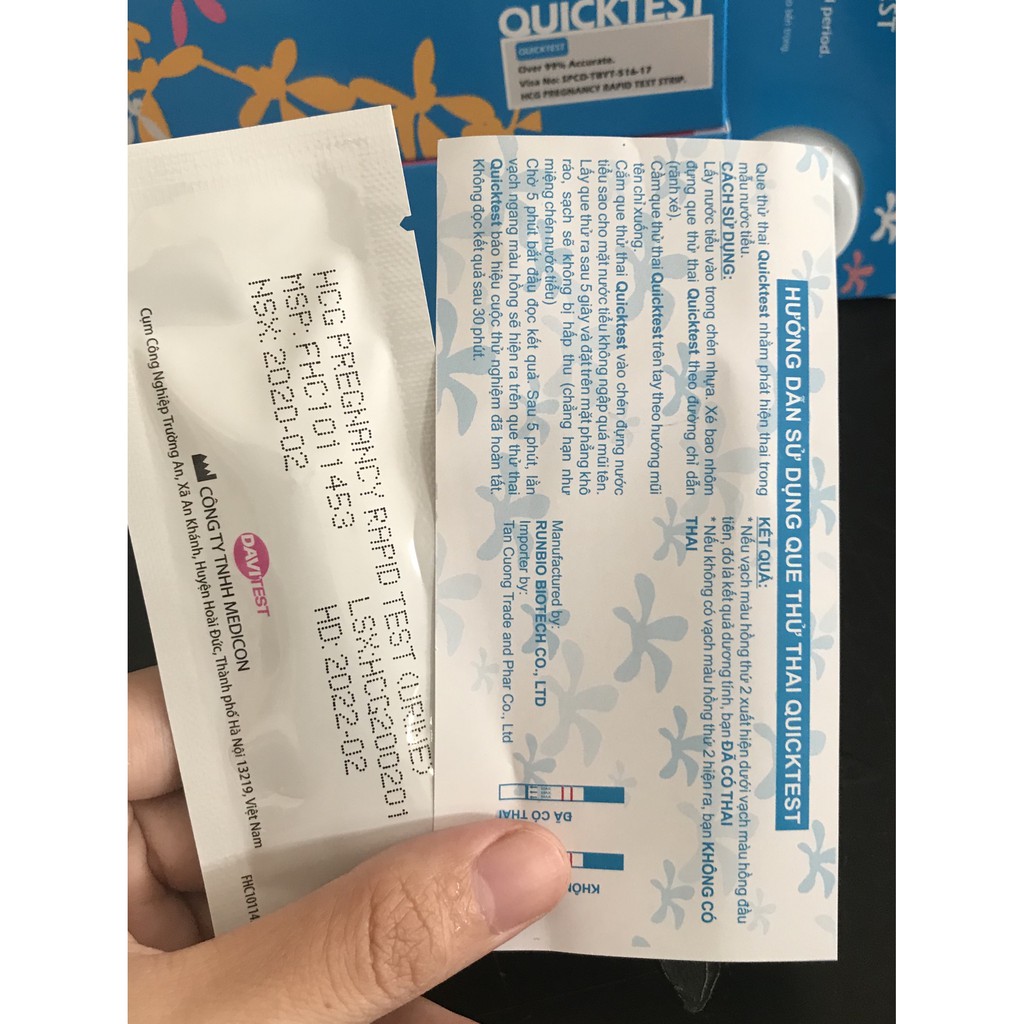 QUICKTEST
QUICKTEST
Over 99% Accurate.
Visa No: SPCD-TBYT-516-17
HCG PREGNANCY RAPID TEST STRIP.
period.
HƯỚNG DẪN SỬ DỤNG QUE THỬ THAI QUICKTEST
Que thử thai Quicktest nhằm phát hiện thai trong
mẫu nước tiểu.
CÁCH SỬ DỤNG:
Lấy nước tiểu vào trong chén nhựa. Xé bao nhôm
đựng que thử thai Quicktest theo đường chỉ dẫn
(rãnh xé).
Cầm que thử thai Quicktest trên tay theo hướng mũi
tên chỉ xuống.
Cắm que thử thai Quicktest vào chén đựng nước
tiểu sao cho mặt nước tiểu không ngập quá mũi tên.
Lấy que thử ra sau 5 giây và đặt trên mặt phẳng khô
ráo, sạch sẽ không bị hấp thu (chẳng hạn như
miệng chén nước tiểu)
Chờ 5 phút bắt đầu đọc kết quả. Sau 5 phút, lằn
vạch ngang màu hồng sẽ hiện ra trên que thử thai
Quicktest báo hiệu cuộc thử nghiệm đã hoàn tất.
Không đọc kết quả sau 30 phút.
KẾT QUẢ:
* Nếu vạch màu hồng thứ 2 xuất hiện dưới vạch màu hồng đầu
tiên, đó là kết quả dương tính, bạn ĐÃ CÓ THAI
* Nếu không có vạch màu hồng thứ 2 hiện ra, bạn KHÔNG CÓ
THAI
Manufactured by:
RUNBIO BIOTECH CO., LTD
Importer by:
Tan Cuong Trade and Phar Co., Ltd
ĐÃ CÓ THAI
HCG PREGNANCY RAPID TEST (URINE)
MSP: FHC1011453 LSX:HCG200201
NSX: 2020-02 HD: 2022-02
DAVITEST
CÔNG TY TNHH MEDICON
Cụm Công Nghiệp Trường An, Xã An Khánh, Huyện Hoài Đức, Thành phố Hà Nội 13219, Việt Nam
FHC10114